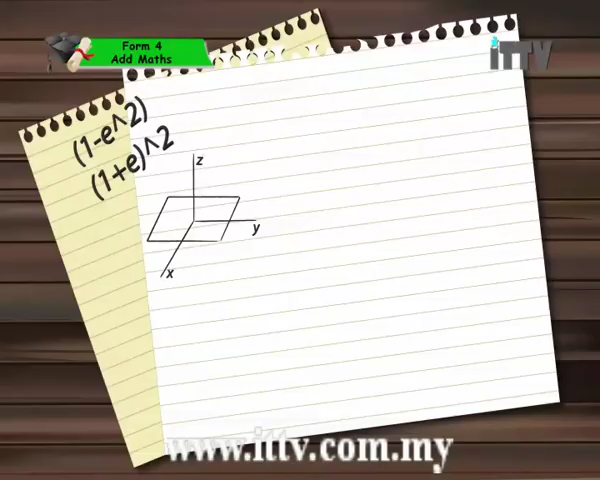 Form 4
Add Maths
iTTV
(1-e^2)
(1+e)^2
z
y
x
www.ittv.com.my